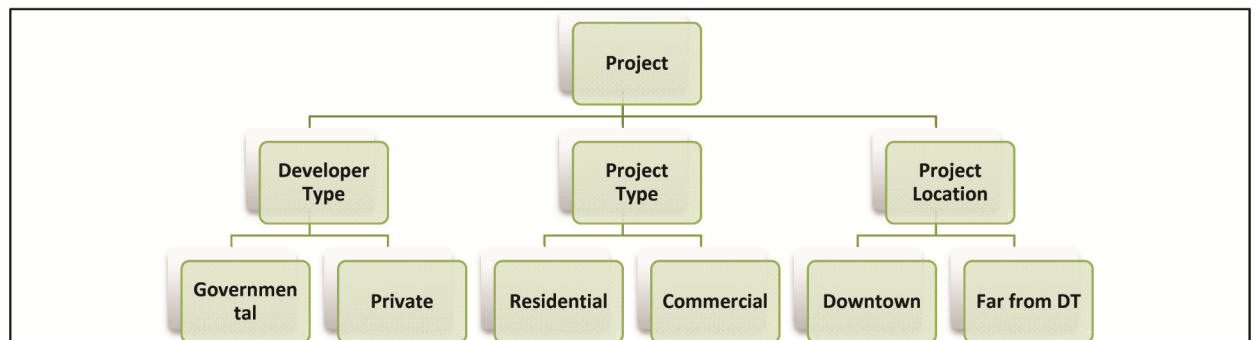 Project
Developer
Type
Project
Type
Project
Location
Governmen
tal
Private
Residential
Commercial
Downtown
Far from DT